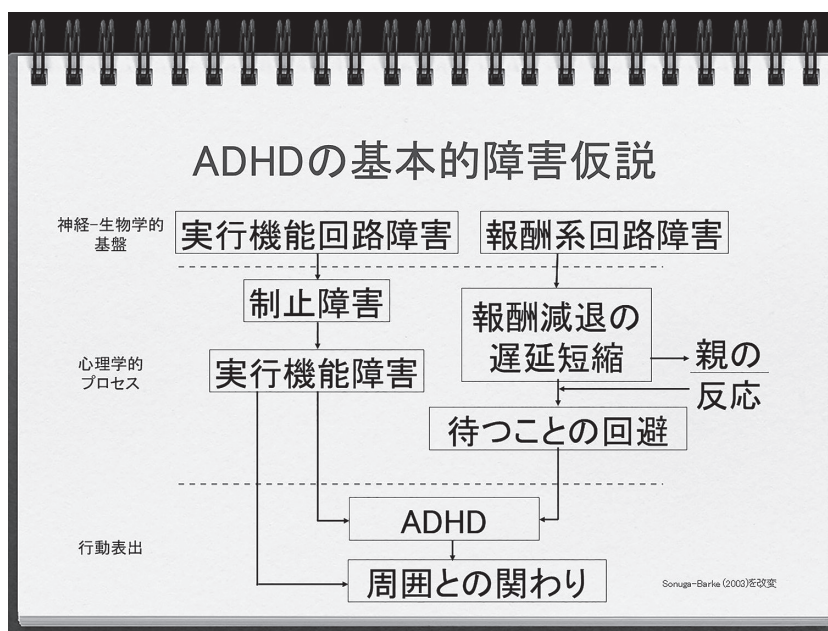 ADHDの基本的障害仮説
神経-生物学的
基盤
実行機能回路障害
報酬系回路障害
制止障害
報酬減退の
遅延短縮
心理学的
プロセス
実行機能障害
親の
反応
待つことの回避
行動表出
ADHD
周囲との関わり
Sonuga-Barke (2003)を改変